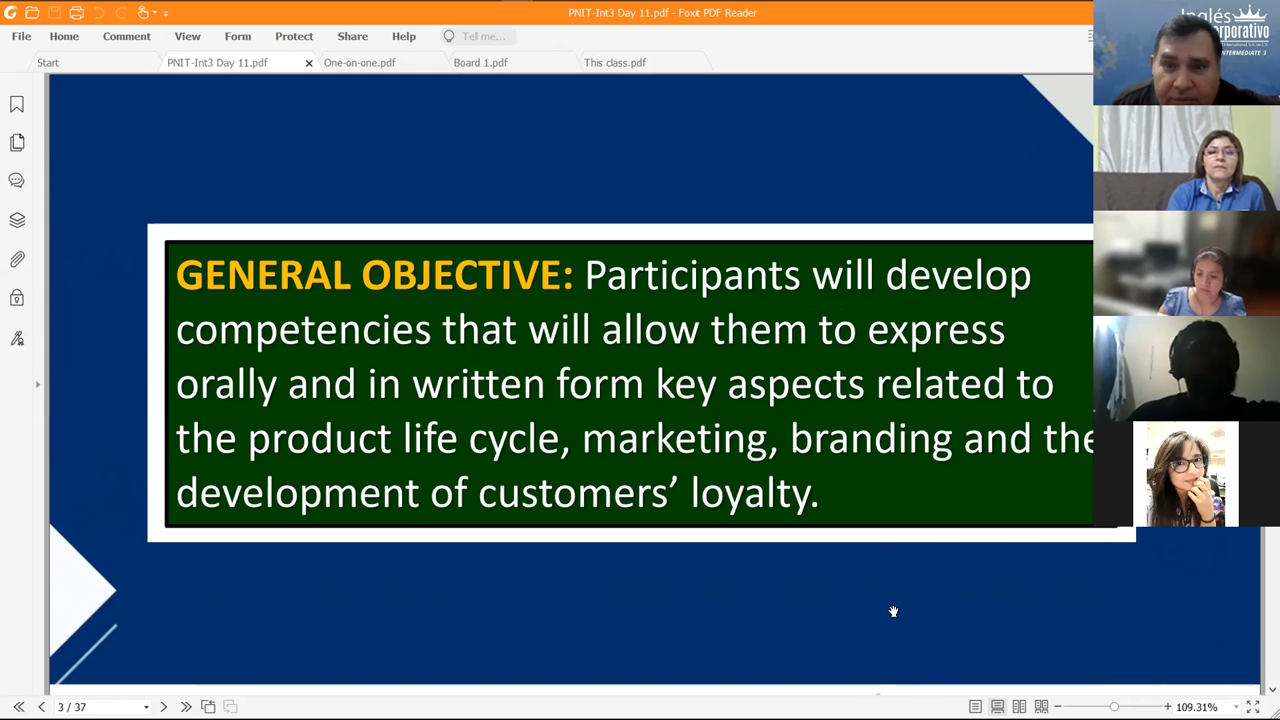 PNIT-Int3 Day 11.pdf - Foxit PDF Reader
File Home Comment View Form Protect Share Help Tell me...
Start PNIT-Int3 Day 11.pdf One-on-one.pdf Board 1.pdf This class.pdf
Inglés
INTERMEDIATE 3
GENERAL OBJECTIVE: Participants will develop
competencies that will allow them to express
orally and in written form key aspects related to
the product life cycle, marketing, branding and the
development of customers’ loyalty.
3 / 37
109.31%